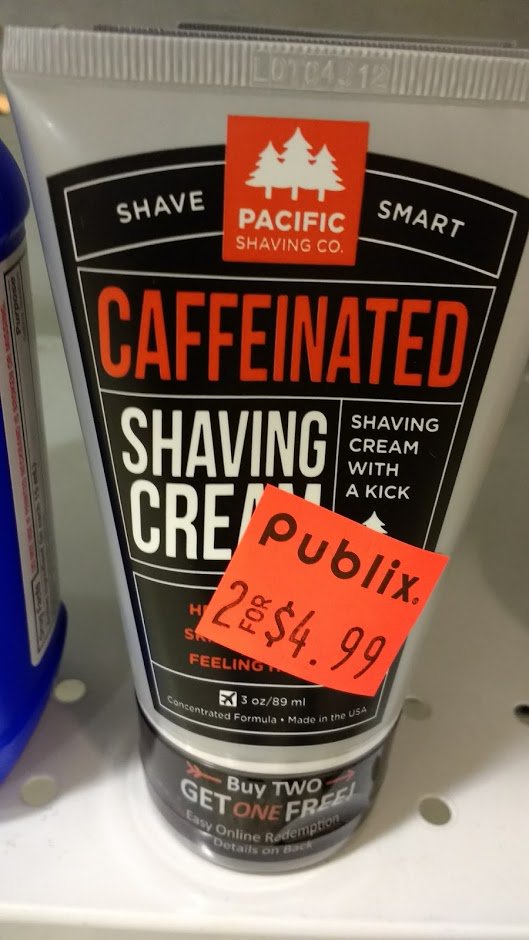 LOT04312
SHAVE
PACIFIC
SHAVING CO.
SMART
CAFFEINATED
SHAVING
CREAM
SHAVING
CREAM
WITH
A KICK
Publix.
2 FOR $4.99
FEELING
3 oz/89 ml
Concentrated Formula • Made in the USA
Buy TWO
GET ONE FREE!
Easy Online Redemption
Details on Back
Purpose